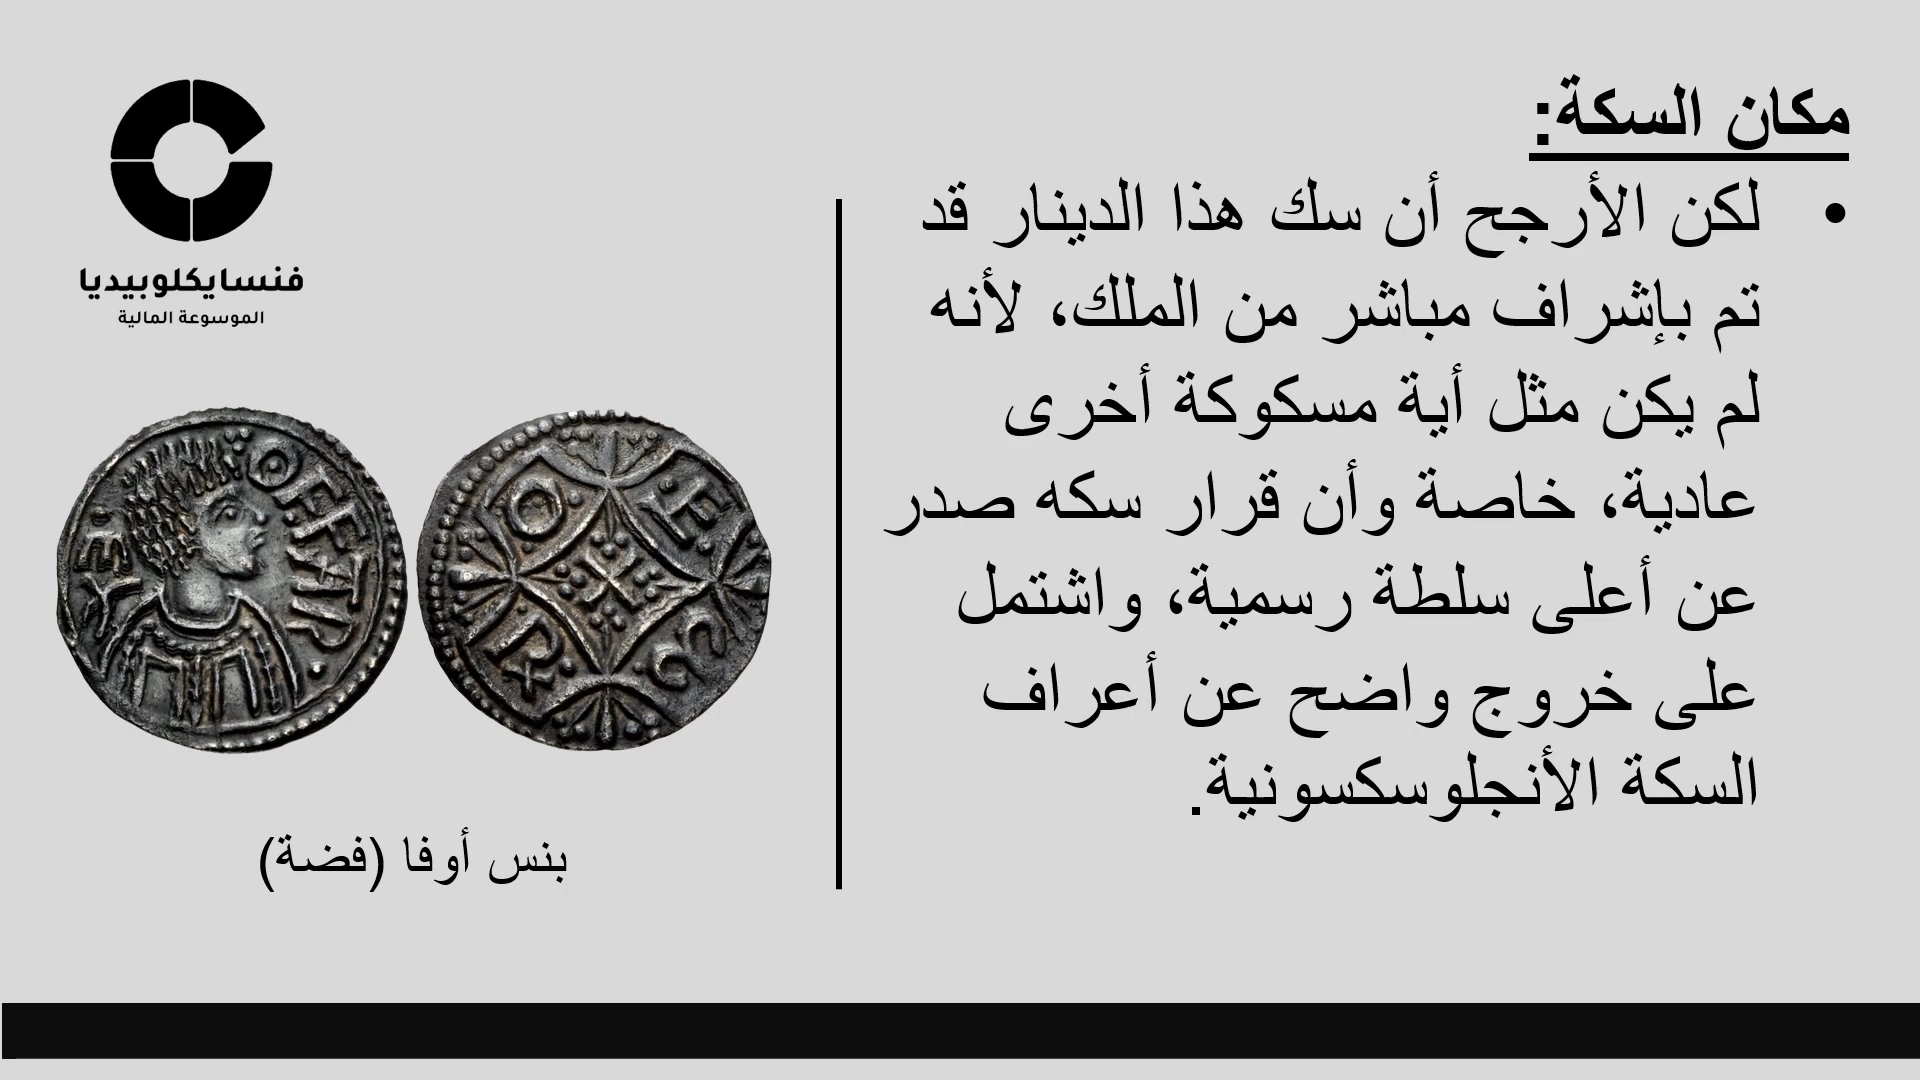 مكان السكة:
• لكن الأرجح أن سك هذا الدينار قد
تم بإشراف مباشر من الملك، لأنه
لم يكن مثل أية مسكوكة أخرى
عادية، خاصة وأن قرار سكه صدر
عن أعلى سلطة رسمية، واشتمل
على خروج واضح عن أعراف
السكة الأنجلوسكسونية.
فنسايكلوبيديا
الموسوعة المالية
OFFA
بنس أوفا (فضة)